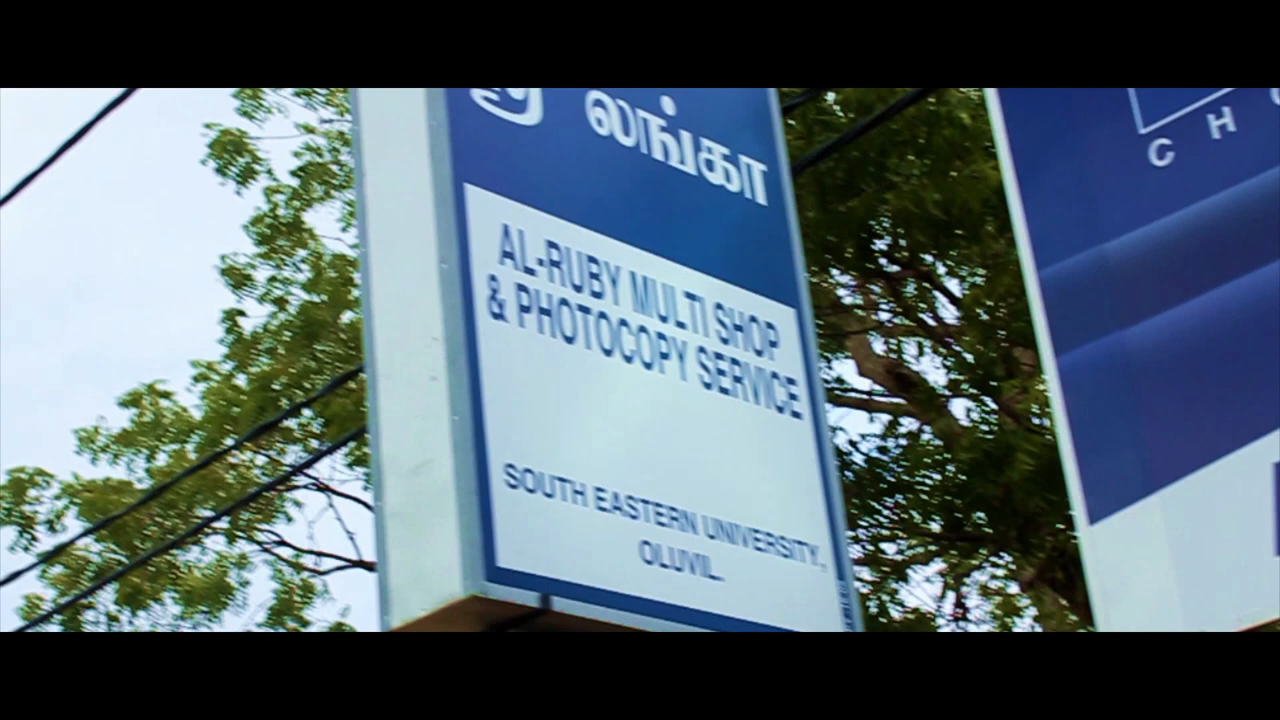 லங்கா
AL-RUBY MULTI SHOP
& PHOTOCOPY SERVICE
SOUTH EASTERN UNIVERSITY,
OLUVIL.
C H